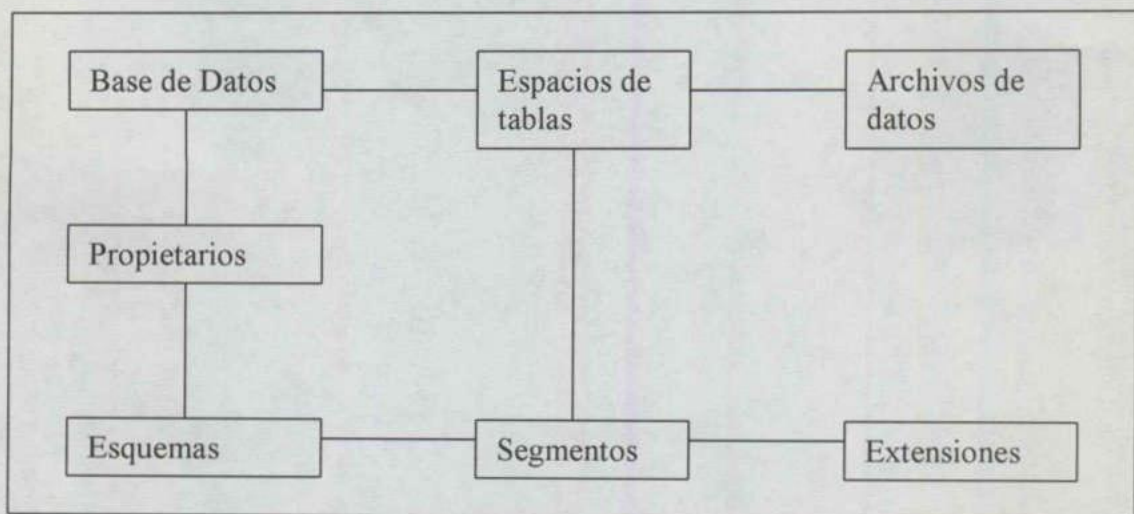 Base de Datos
Espacios de
tablas
Archivos de
datos
Propietarios
Esquemas
Segmentos
Extensiones